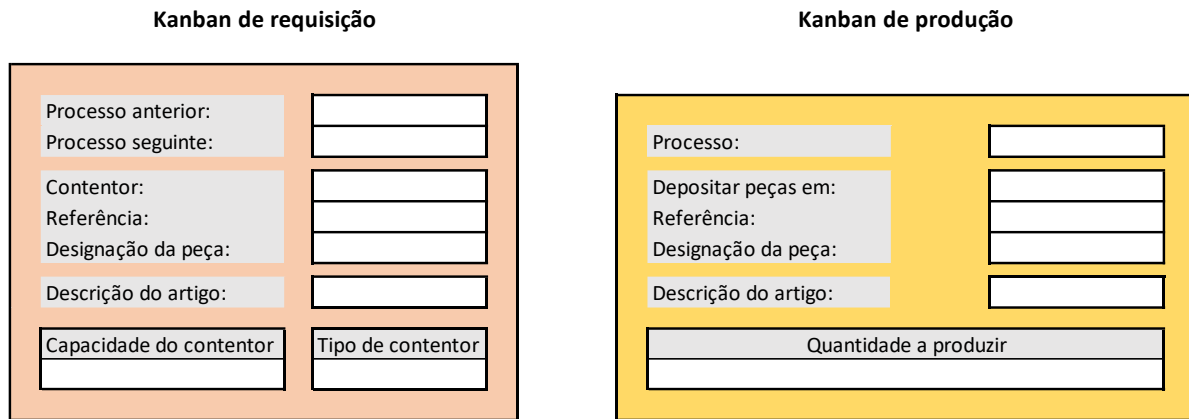 Kanban de requisição
Processo anterior:
Processo seguinte:
Contentor:
Referência:
Designação da peça:
Descrição do artigo:
Capacidade do contentor
Tipo de contentor
Kanban de produção
Processo:
Depositar peças em:
Referência:
Designação da peça:
Descrição do artigo:
Quantidade a produzir